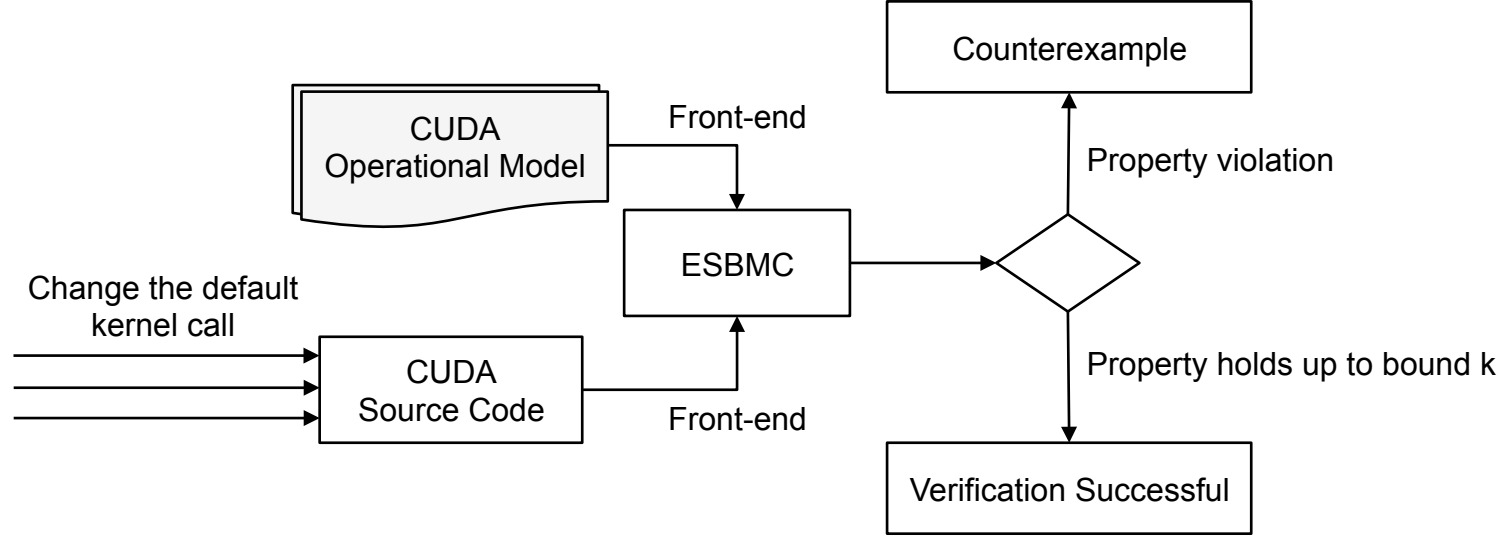 Counterexample
CUDA
Operational Model
Front-end
Property violation
ESBMC
Change the default
kernel call
CUDA
Source Code
Front-end
Property holds up to bound k
Verification Successful